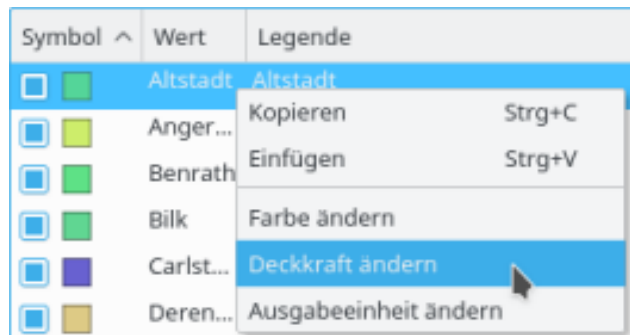 Symbol Wert Legende
Altstadt Altstadt
Kopieren Strg+C
Anger...
Einfügen Strg+V
Benrath
Bilk
Farbe ändern
Carlst...
Deckkraft ändern
Deren...
Ausgabeeinheit ändern